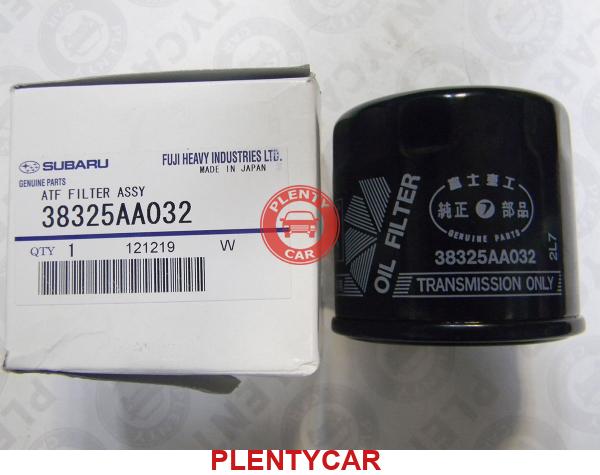 SUBARU
GENUINE PARTS
FUJI HEAVY INDUSTRIES LTD.
MADE IN JAPAN
ATF FILTER ASSY
38325AA032
QTY 1 121219 W
PLENTY
CAR
OIL FILTER
富士重工
純正 7 部品
GENUINE PARTS
38325AA032
2L7
TRANSMISSION ONLY
PLENTYCAR